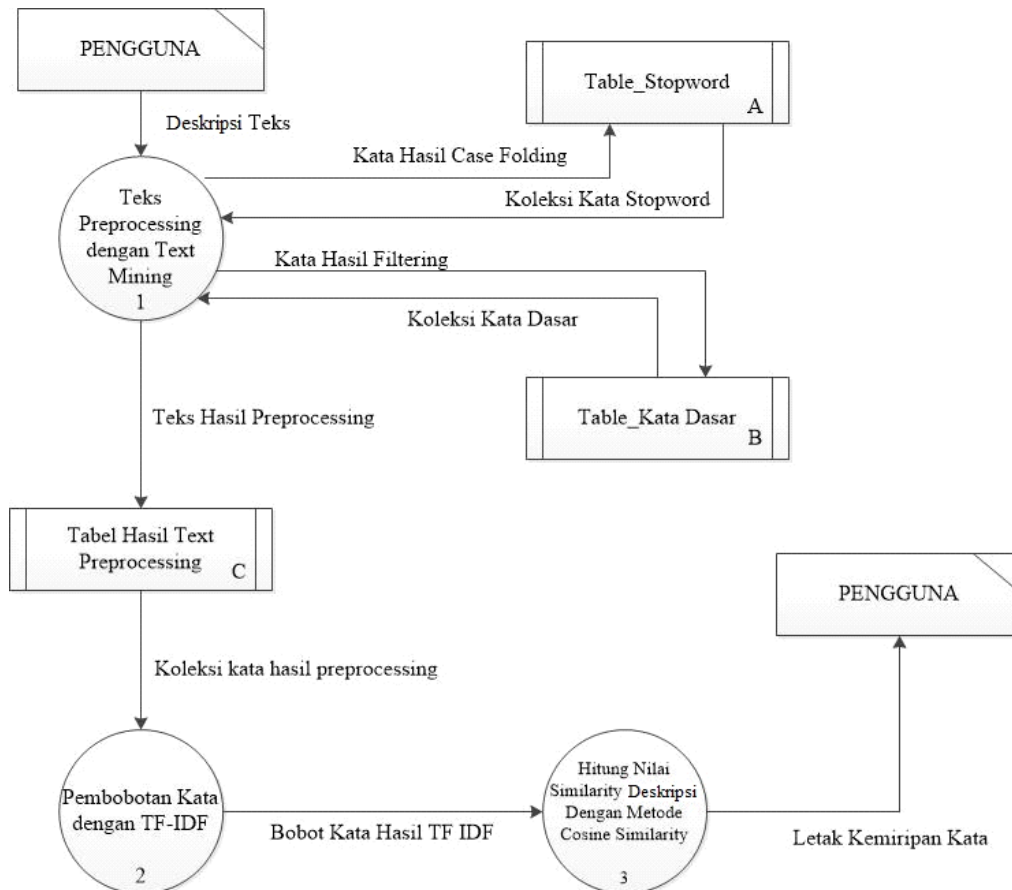 PENGGUNA
Table_Stopword
A
Deskripsi Teks
Kata Hasil Case Folding
Koleksi Kata Stopword
Teks
Preprocessing
dengan Text
Mining
1
Kata Hasil Filtering
Koleksi Kata Dasar
Table_Kata Dasar
B
Teks Hasil Preprocessing
Tabel Hasil Text
Preprocessing
C
PENGGUNA
Koleksi kata hasil preprocessing
Pembobotan Kata
dengan TF-IDF
2
Bobot Kata Hasil TF IDF
Hitung Nilai
Similarity Deskripsi
Dengan Metode
Cosine Similarity
3
Letak Kemiripan Kata